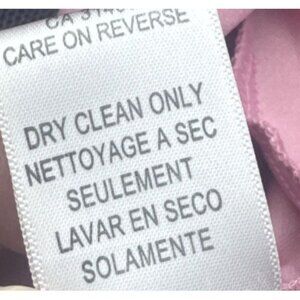 CARE ON REVERSE
DRY CLEAN ONLY
NETTOYAGE A SEC
SEULEMENT
LAVAR EN SECO
SOLAMENTE